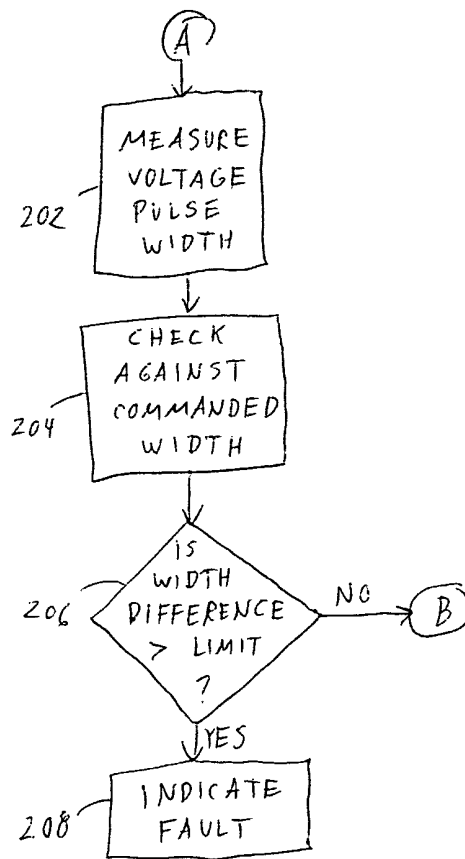 A
MEASURE
VOLTAGE
PULSE
WIDTH
202
CHECK
AGAINST
COMMANDED
WIDTH
204
IS
WIDTH
DIFFERENCE
> LIMIT
?
206
NO
B
YES
INDICATE
FAULT
208